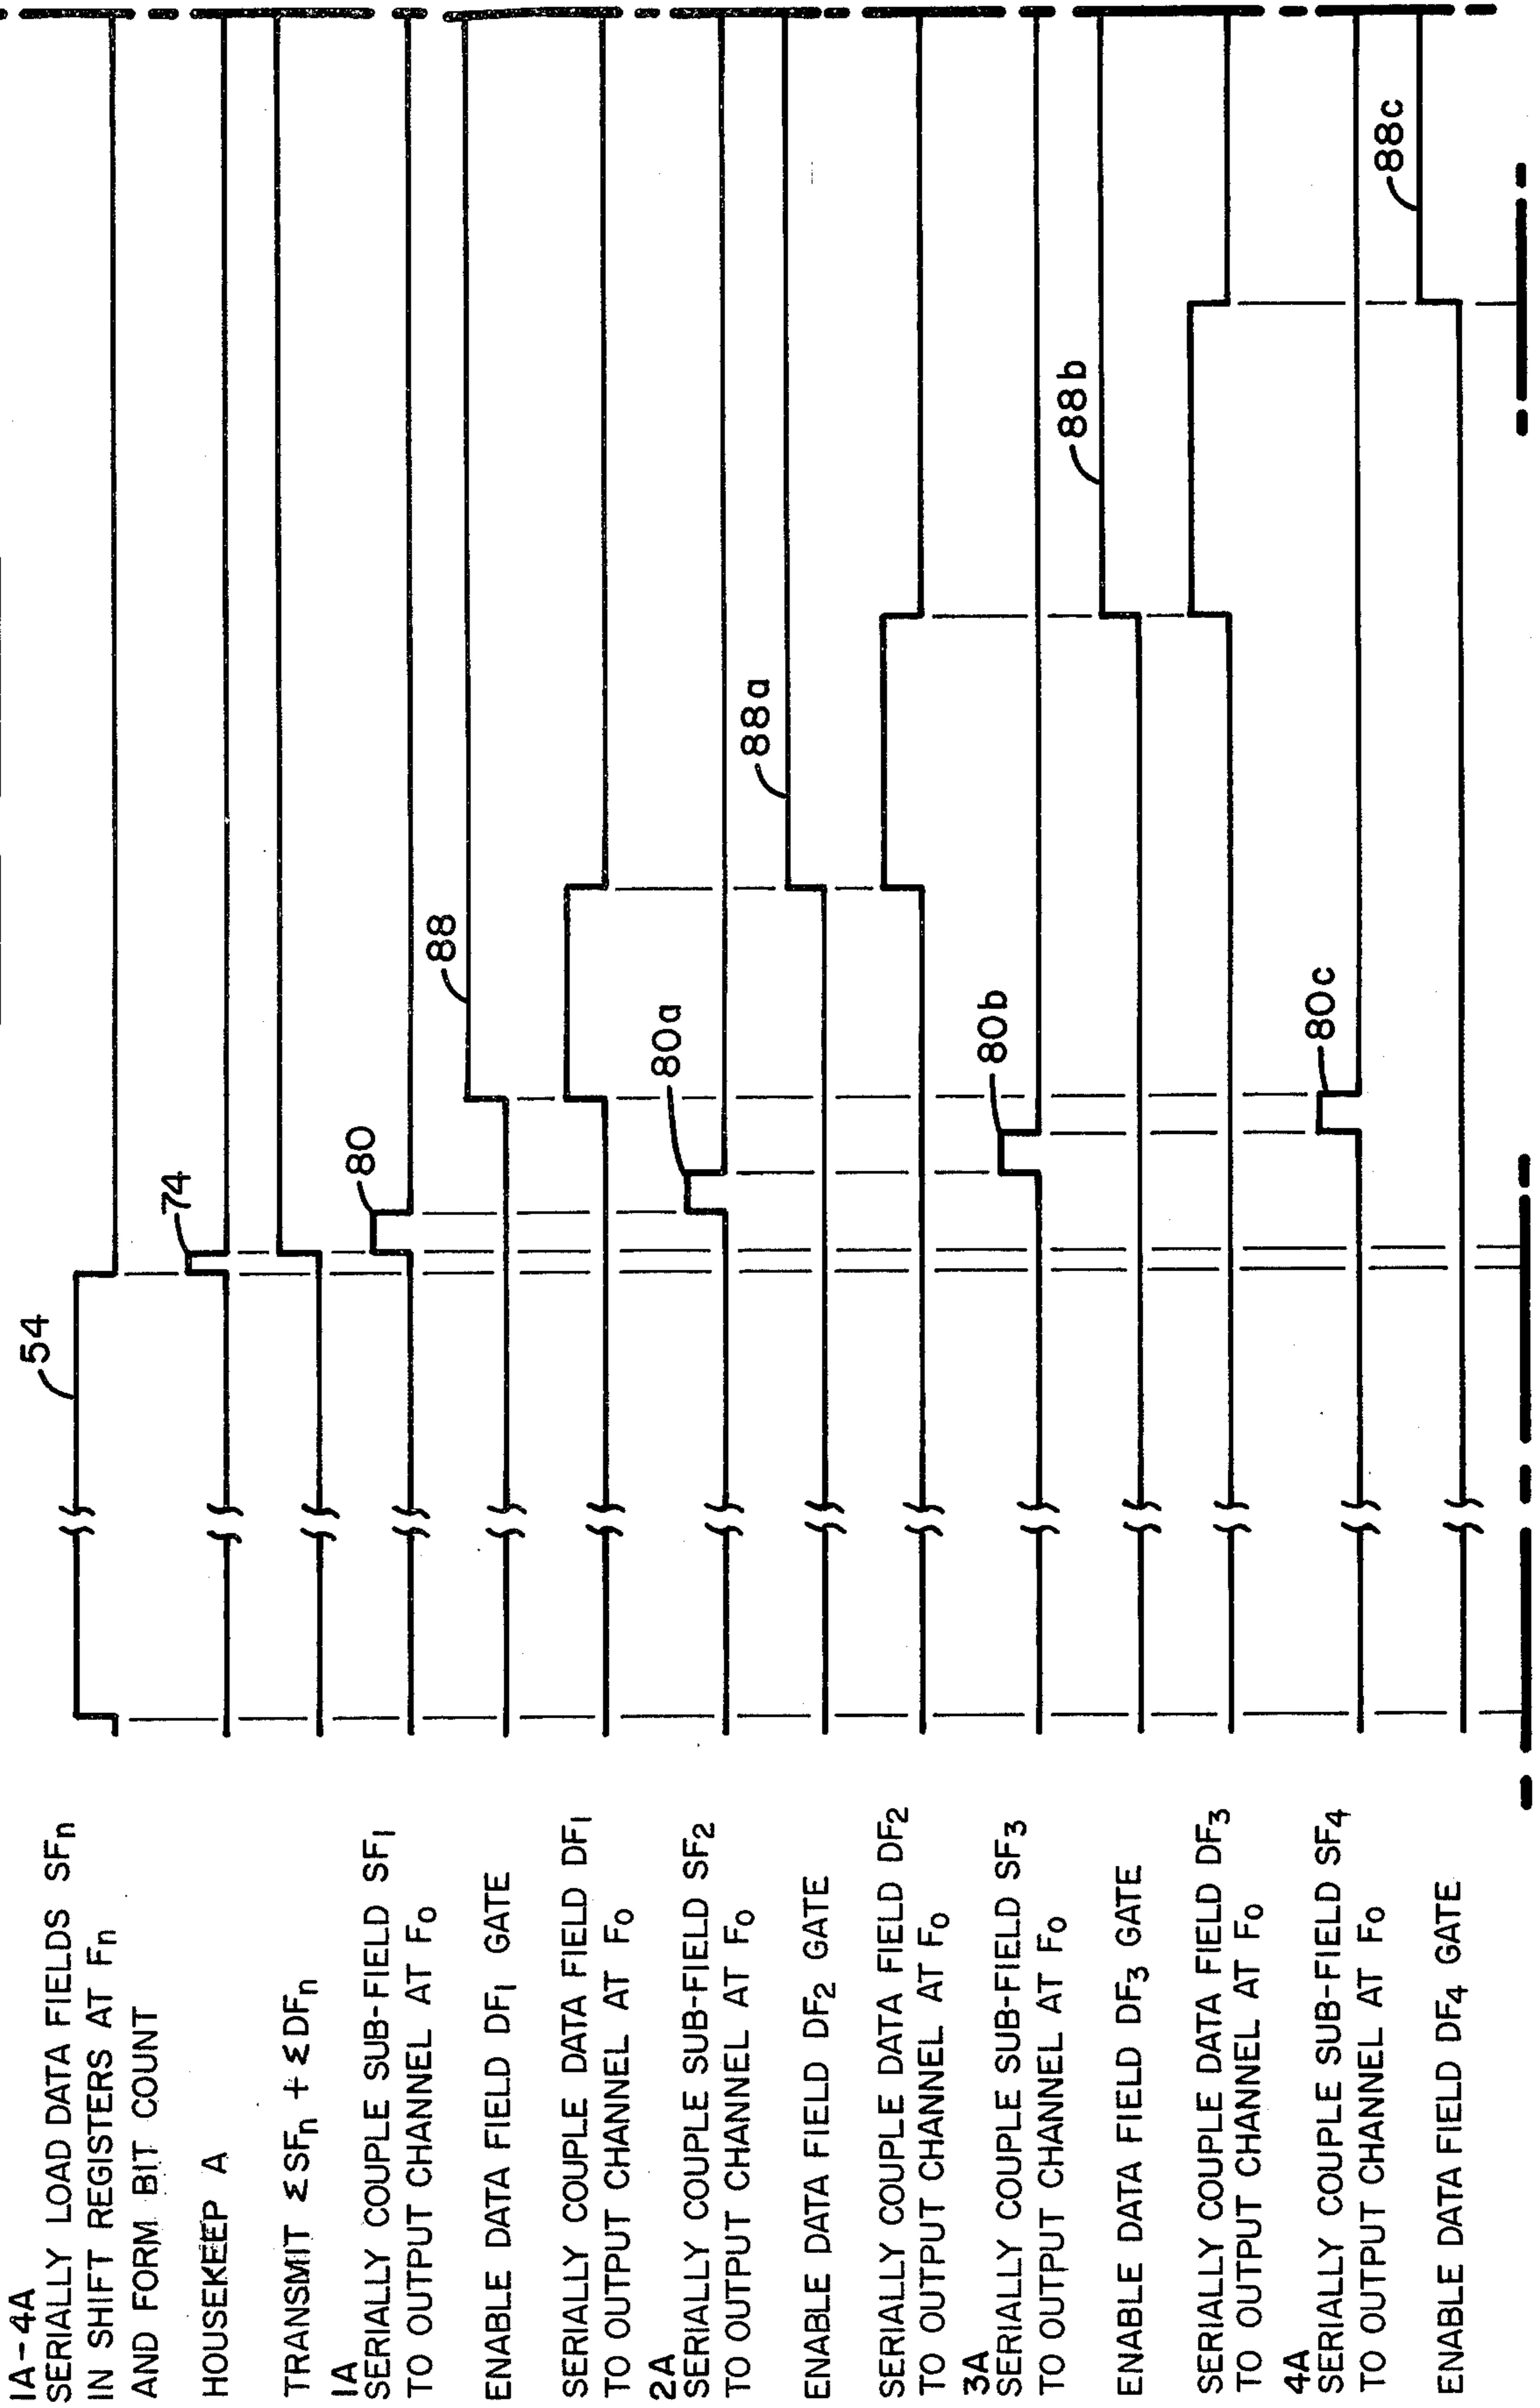 1A-4A
SERIALLY LOAD DATA FIELDS SFn
IN SHIFT REGISTERS AT Fn
AND FORM BIT COUNT
54
HOUSEKEEP A
74
TRANSMIT ΣSFn + ΣDFn
1A
SERIALLY COUPLE SUB-FIELD SF1
TO OUTPUT CHANNEL AT FO
80
ENABLE DATA FIELD DF1 GATE
88
SERIALLY COUPLE DATA FIELD DF1
TO OUTPUT CHANNEL AT FO
2A
SERIALLY COUPLE SUB-FIELD SF2
TO OUTPUT CHANNEL AT FO
80a
ENABLE DATA FIELD DF2 GATE
88a
SERIALLY COUPLE DATA FIELD DF2
TO OUTPUT CHANNEL AT FO
3A
SERIALLY COUPLE SUB-FIELD SF3
TO OUTPUT CHANNEL AT FO
80b
ENABLE DATA FIELD DF3 GATE
88b
SERIALLY COUPLE DATA FIELD DF3
TO OUTPUT CHANNEL AT FO
4A
SERIALLY COUPLE SUB-FIELD SF4
TO OUTPUT CHANNEL AT FO
80c
ENABLE DATA FIELD DF4 GATE
88c